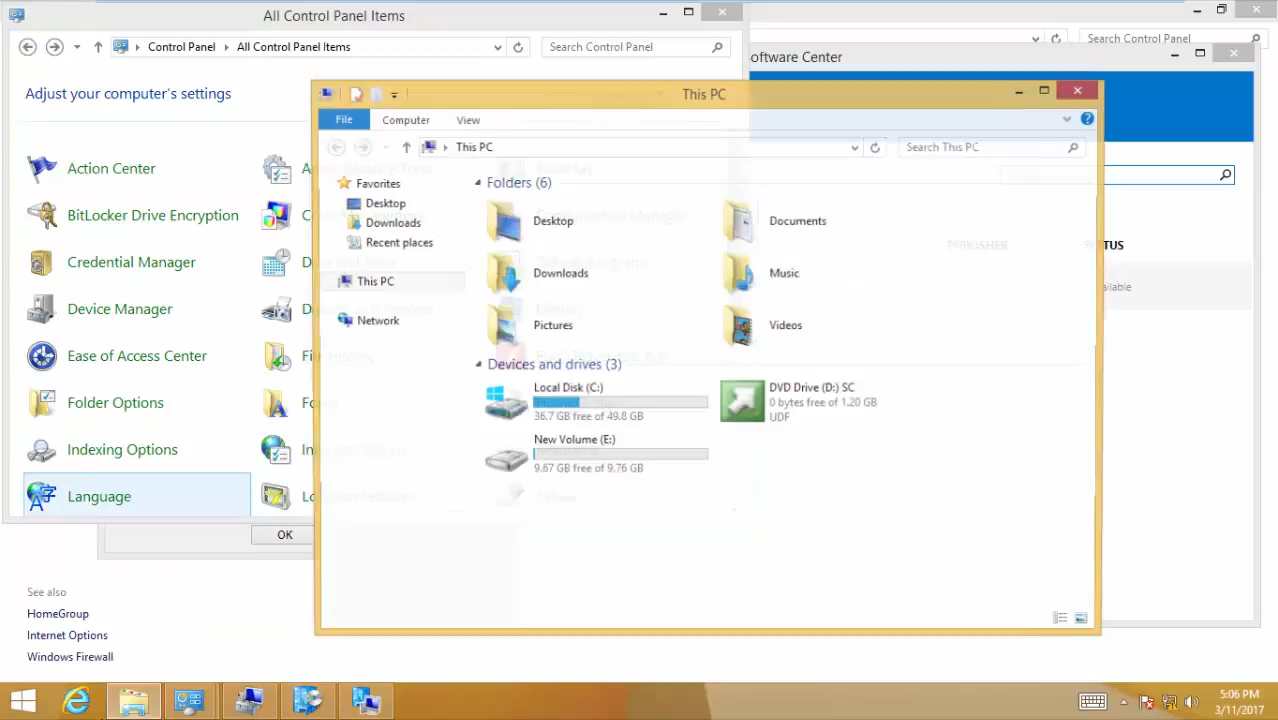 All Control Panel Items
Control Panel
All Control Panel Items
Search Control Panel
Search Control Panel
Software Center
Adjust your computer's settings
Action Center
BitLocker Drive Encryption
Credential Manager
Device Manager
Ease of Access Center
Folder Options
Indexing Options
Language
OK
See also
HomeGroup
Internet Options
Windows Firewall
This PC
File
Computer
View
This PC
Search This PC
Favorites
Desktop
Downloads
Recent places
This PC
Network
Folders (6)
Desktop
Documents
Downloads
Music
Pictures
Videos
Devices and drives (3)
Local Disk (C:)
36.7 GB free of 49.8 GB
DVD Drive (D:) SC
0 bytes free of 1.20 GB
UDF
New Volume (E:)
9.67 GB free of 9.76 GB
PUBLISHER
STATUS
Available
5:06 PM
3/11/2017